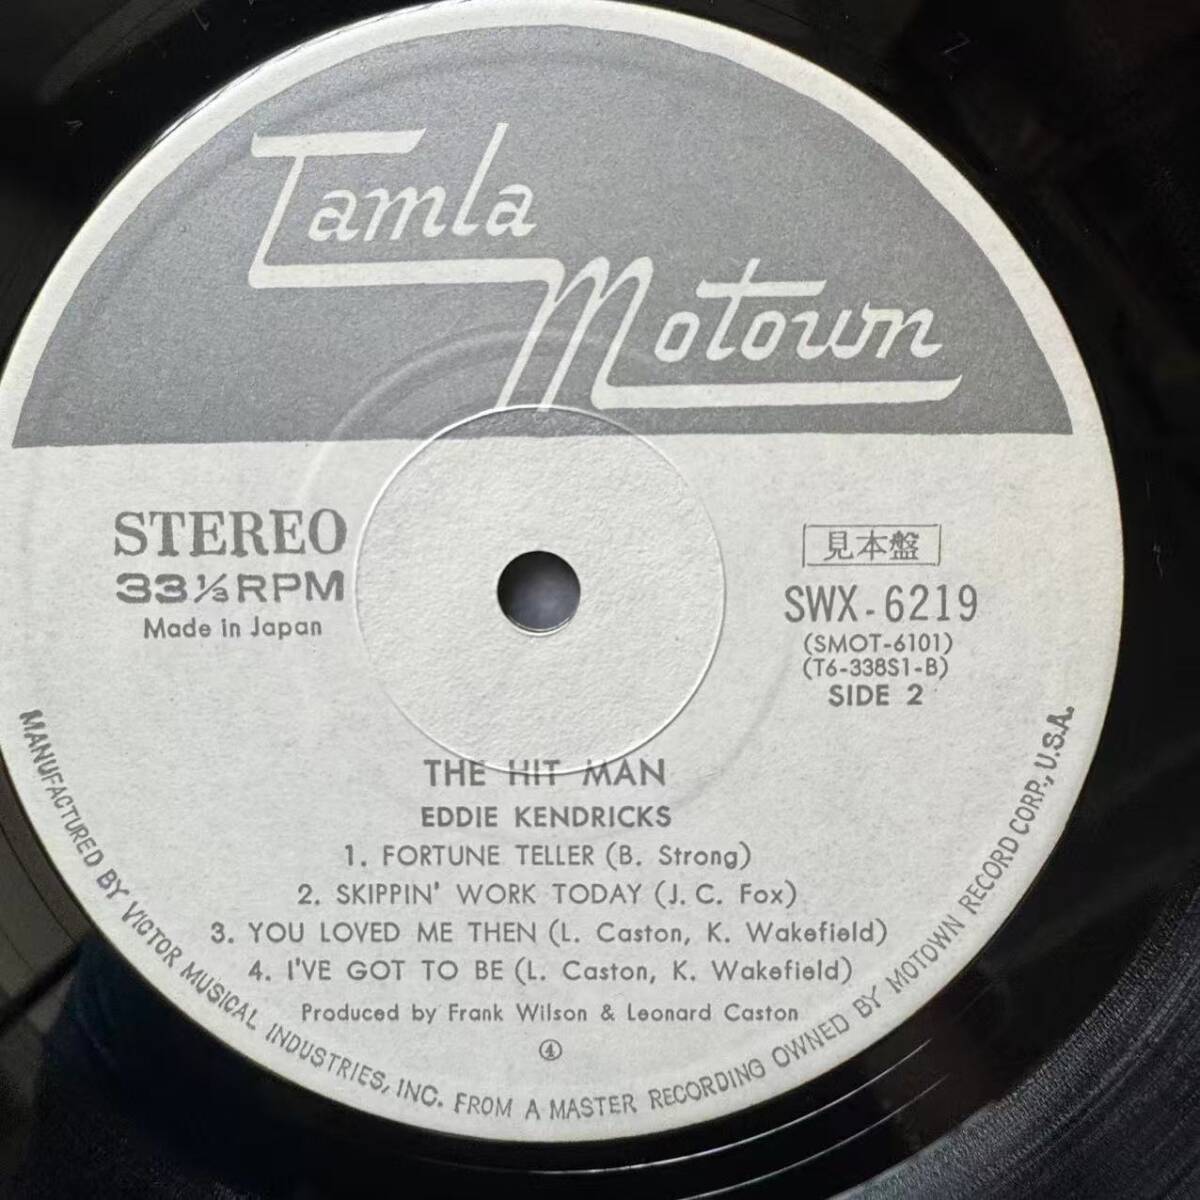 Tamla
Motown
STEREO
33⅓RPM
Made in Japan
見本盤
SWX-6219
(SMOT-6101)
(T6-338S1-B)
SIDE 2
THE HIT MAN
EDDIE KENDRICKS
1. FORTUNE TELLER (B. Strong)
2. SKIPPIN' WORK TODAY (J. C. Fox)
3. YOU LOVED ME THEN (L. Caston, K. Wakefield)
4. I'VE GOT TO BE (L. Caston, K. Wakefield)
Produced by Frank Wilson & Leonard Caston
④
MANUFACTURED BY VICTOR MUSICAL INDUSTRIES, INC. FROM A MASTER RECORDING OWNED BY MOTOWN RECORD CORP., U.S.A.